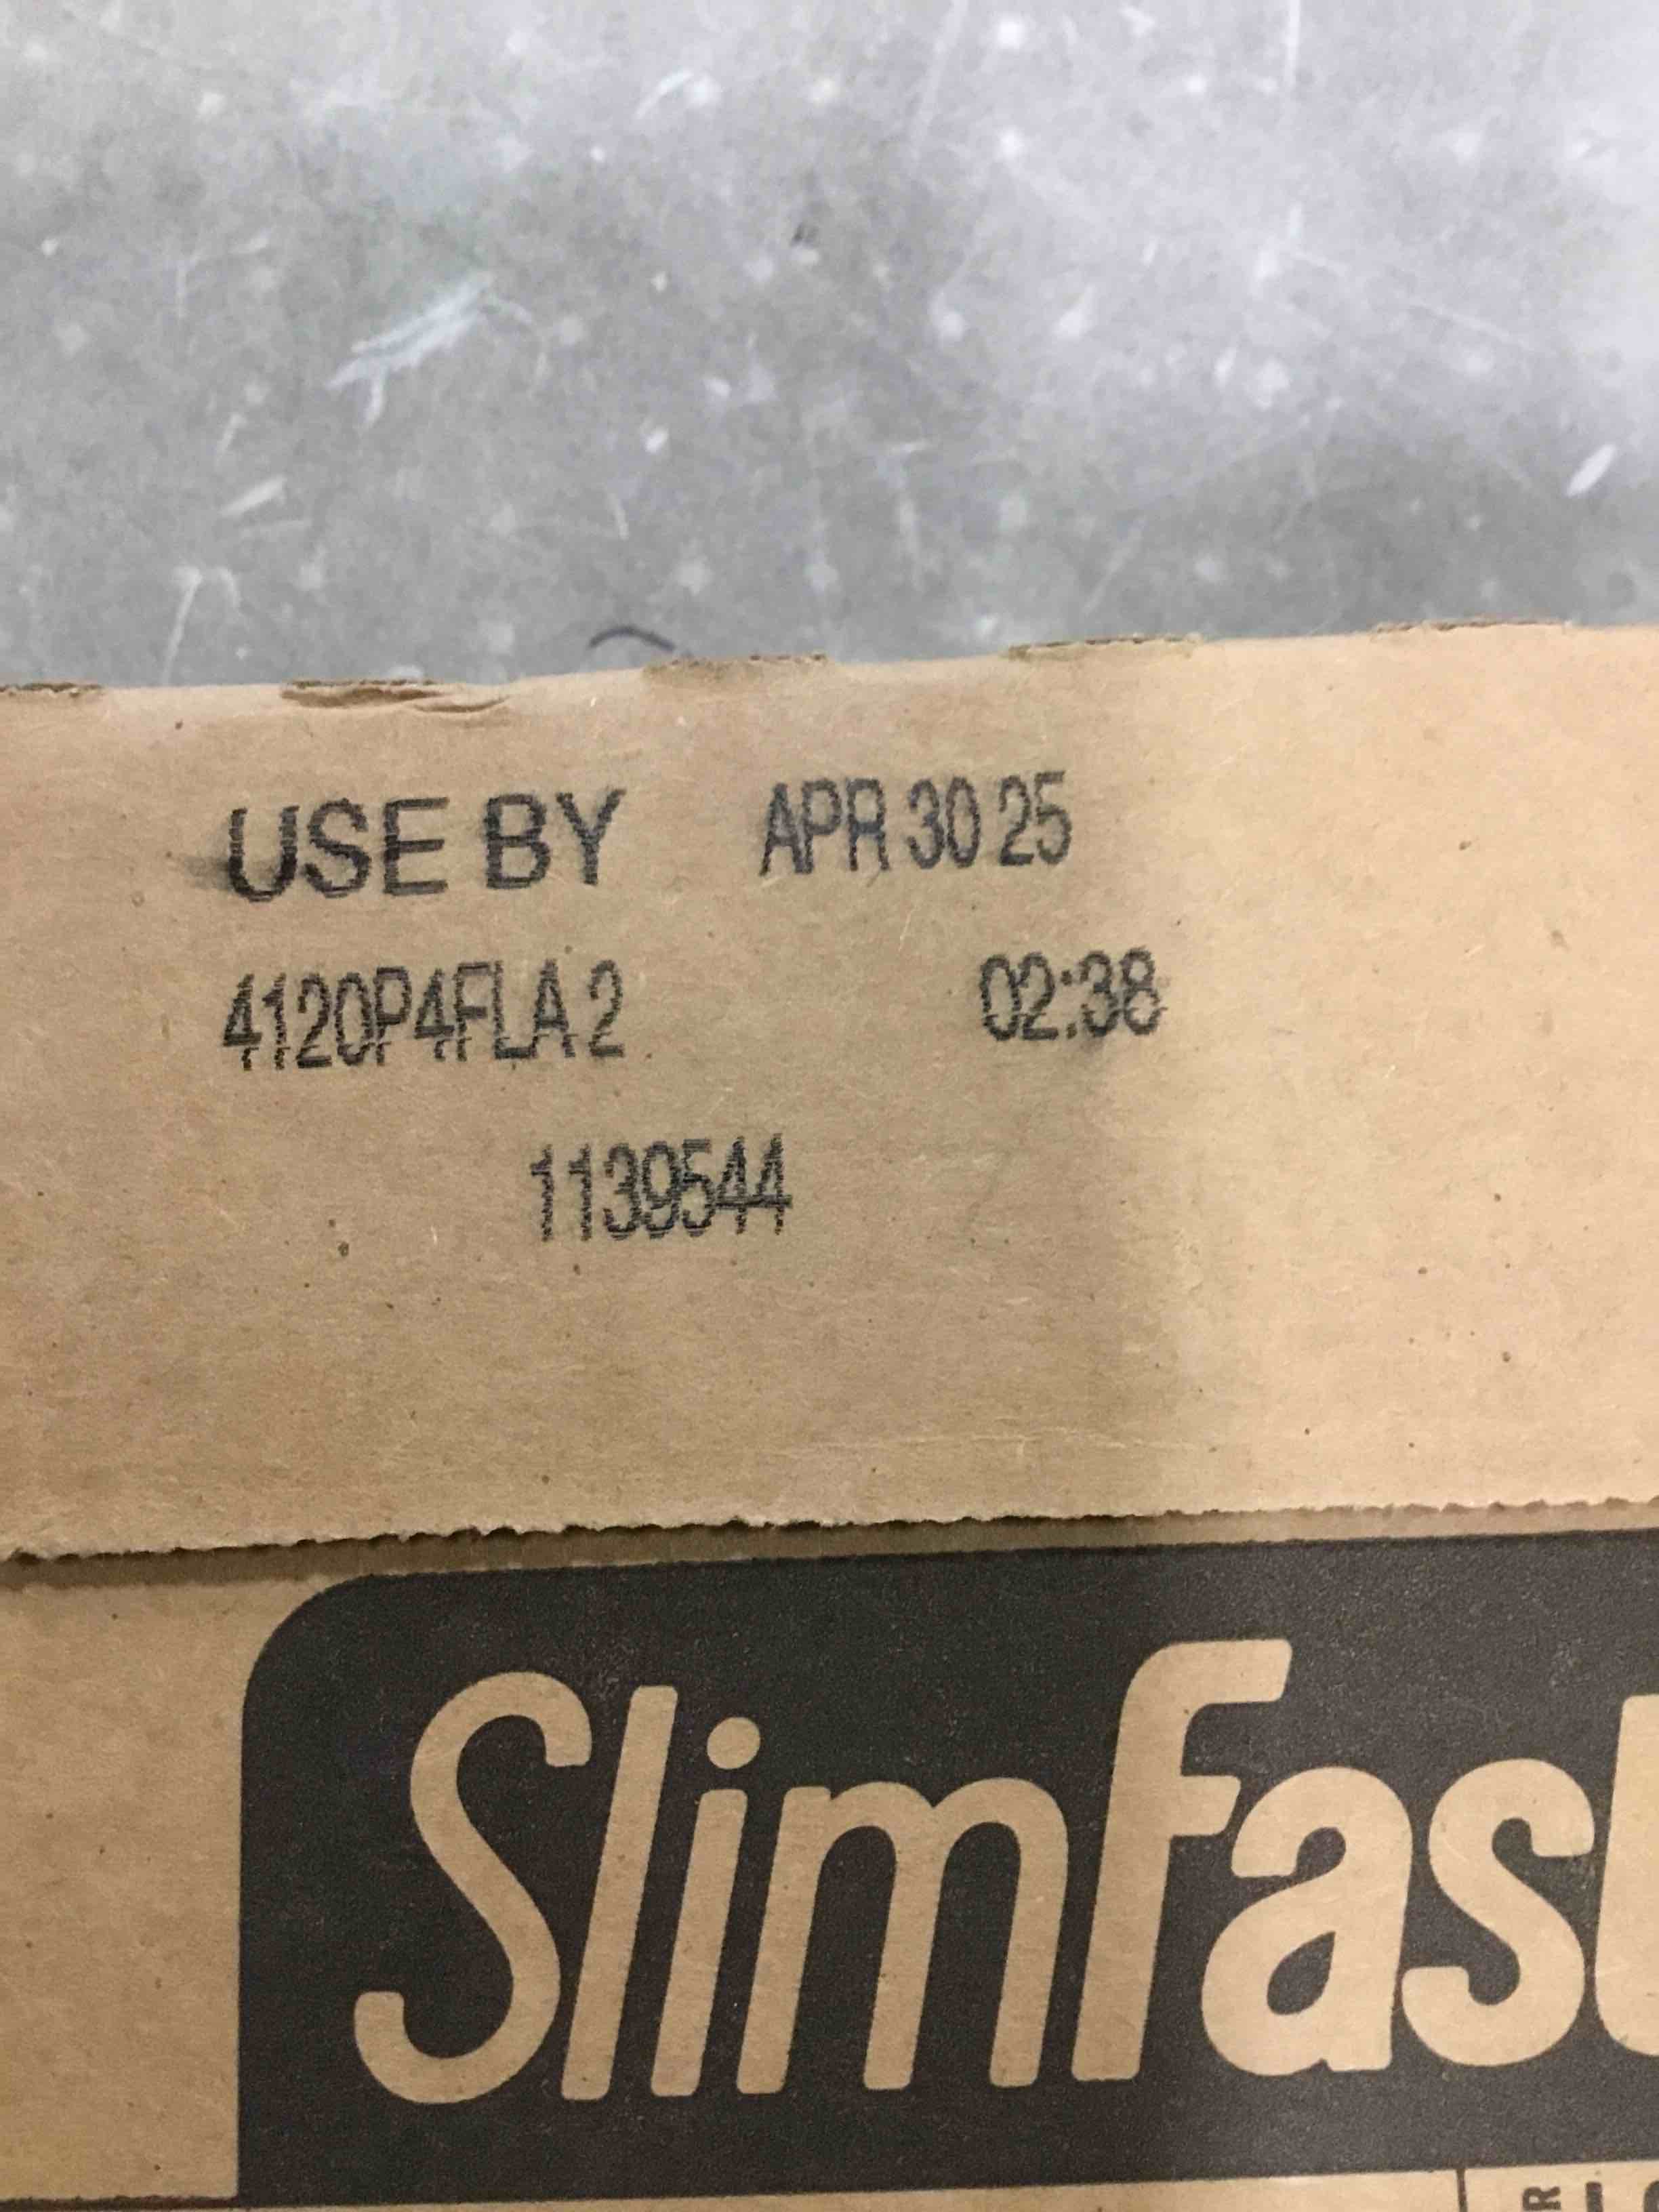 USE BY APR 30 25
4120P4FLA 2 02:38
1139544
Slimfast